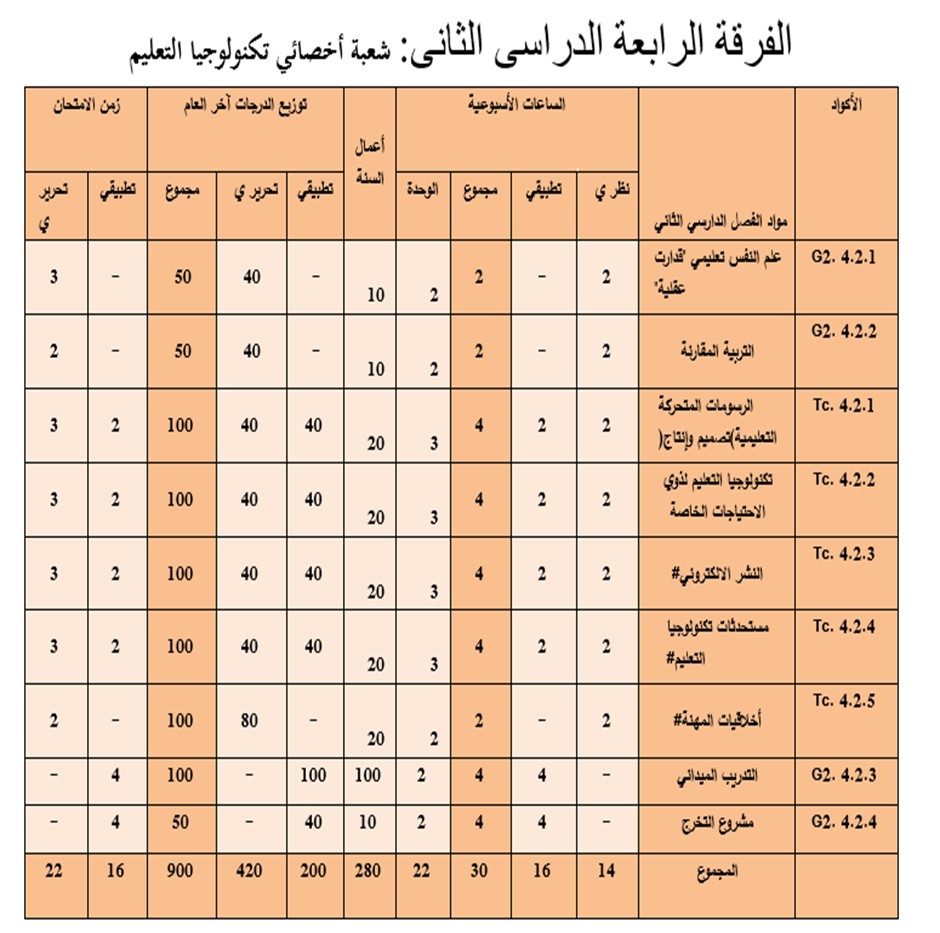 الفرقة الرابعة الدراسى الثانى: شعبة أخصائي تكنولوجيا التعليم
الأكواد مواد الفصل الدارسي الثاني الساعات الأسبوعية أعمال السنة توزيع الدرجات آخر العام زمن الامتحان
نظر ي تطبيقي مجموع الوحدة تطبيقي تحرير ي مجموع تطبيقي تحرير ي
G2. 4.2.1 علم النفس تعليمي "قدارت عقلية" 2 - 2 2 10 - 40 50 - 3
G2. 4.2.2 التربية المقارنة 2 - 2 2 10 - 40 50 - 2
Tc. 4.2.1 الرسومات المتحركة التعليمية)تصميم وإنتاج( 2 2 4 3 20 40 40 100 2 3
Tc. 4.2.2 تكنولوجيا التعليم لذوي الاحتياجات الخاصة 2 2 4 3 20 40 40 100 2 3
Tc. 4.2.3 النشر الالكتروني# 2 2 4 3 20 40 40 100 2 3
Tc. 4.2.4 مستحدثات تكنولوجيا التعليم# 2 2 4 3 20 40 40 100 2 3
Tc. 4.2.5 أخلاقيات المهنة# 2 - 2 2 20 - 80 100 - 2
G2. 4.2.3 التدريب الميداني - 4 4 2 100 100 - 100 4 -
G2. 4.2.4 مشروع التخرج - 4 4 2 10 40 - 50 4 -
المجموع 14 16 30 22 280 200 420 900 16 22